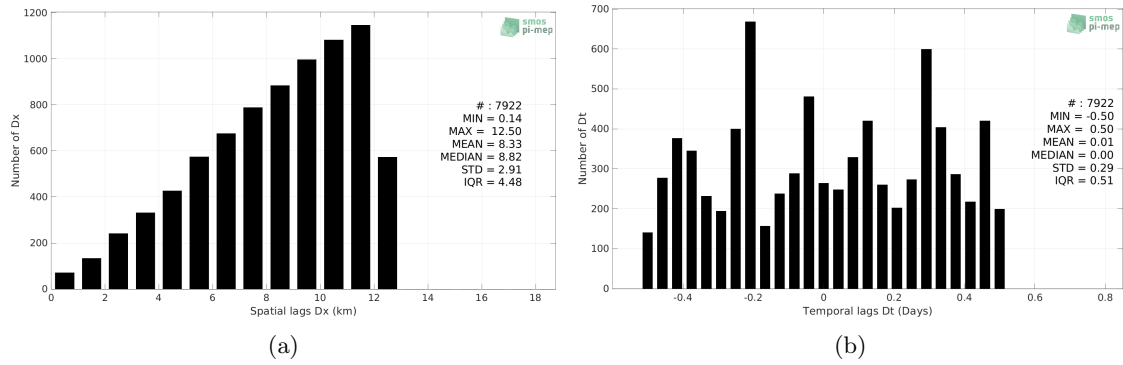 1200
1000
800
600
400
200
0
Number of Dx
0 2 4 6 8 10 12 14 16 18
Spatial lags Dx (km)
smos
pi-mep
# : 7922
MIN = 0.14
MAX = 12.50
MEAN = 8.33
MEDIAN = 8.82
STD = 2.91
IQR = 4.48
(a)
700
600
500
400
300
200
100
0
Number of Dt
-0.4 -0.2 0 0.2 0.4 0.6 0.8
Temporal lags Dt (Days)
smos
pi-mep
# : 7922
MIN = -0.50
MAX = 0.50
MEAN = 0.01
MEDIAN = 0.00
STD = 0.29
IQR = 0.51
(b)